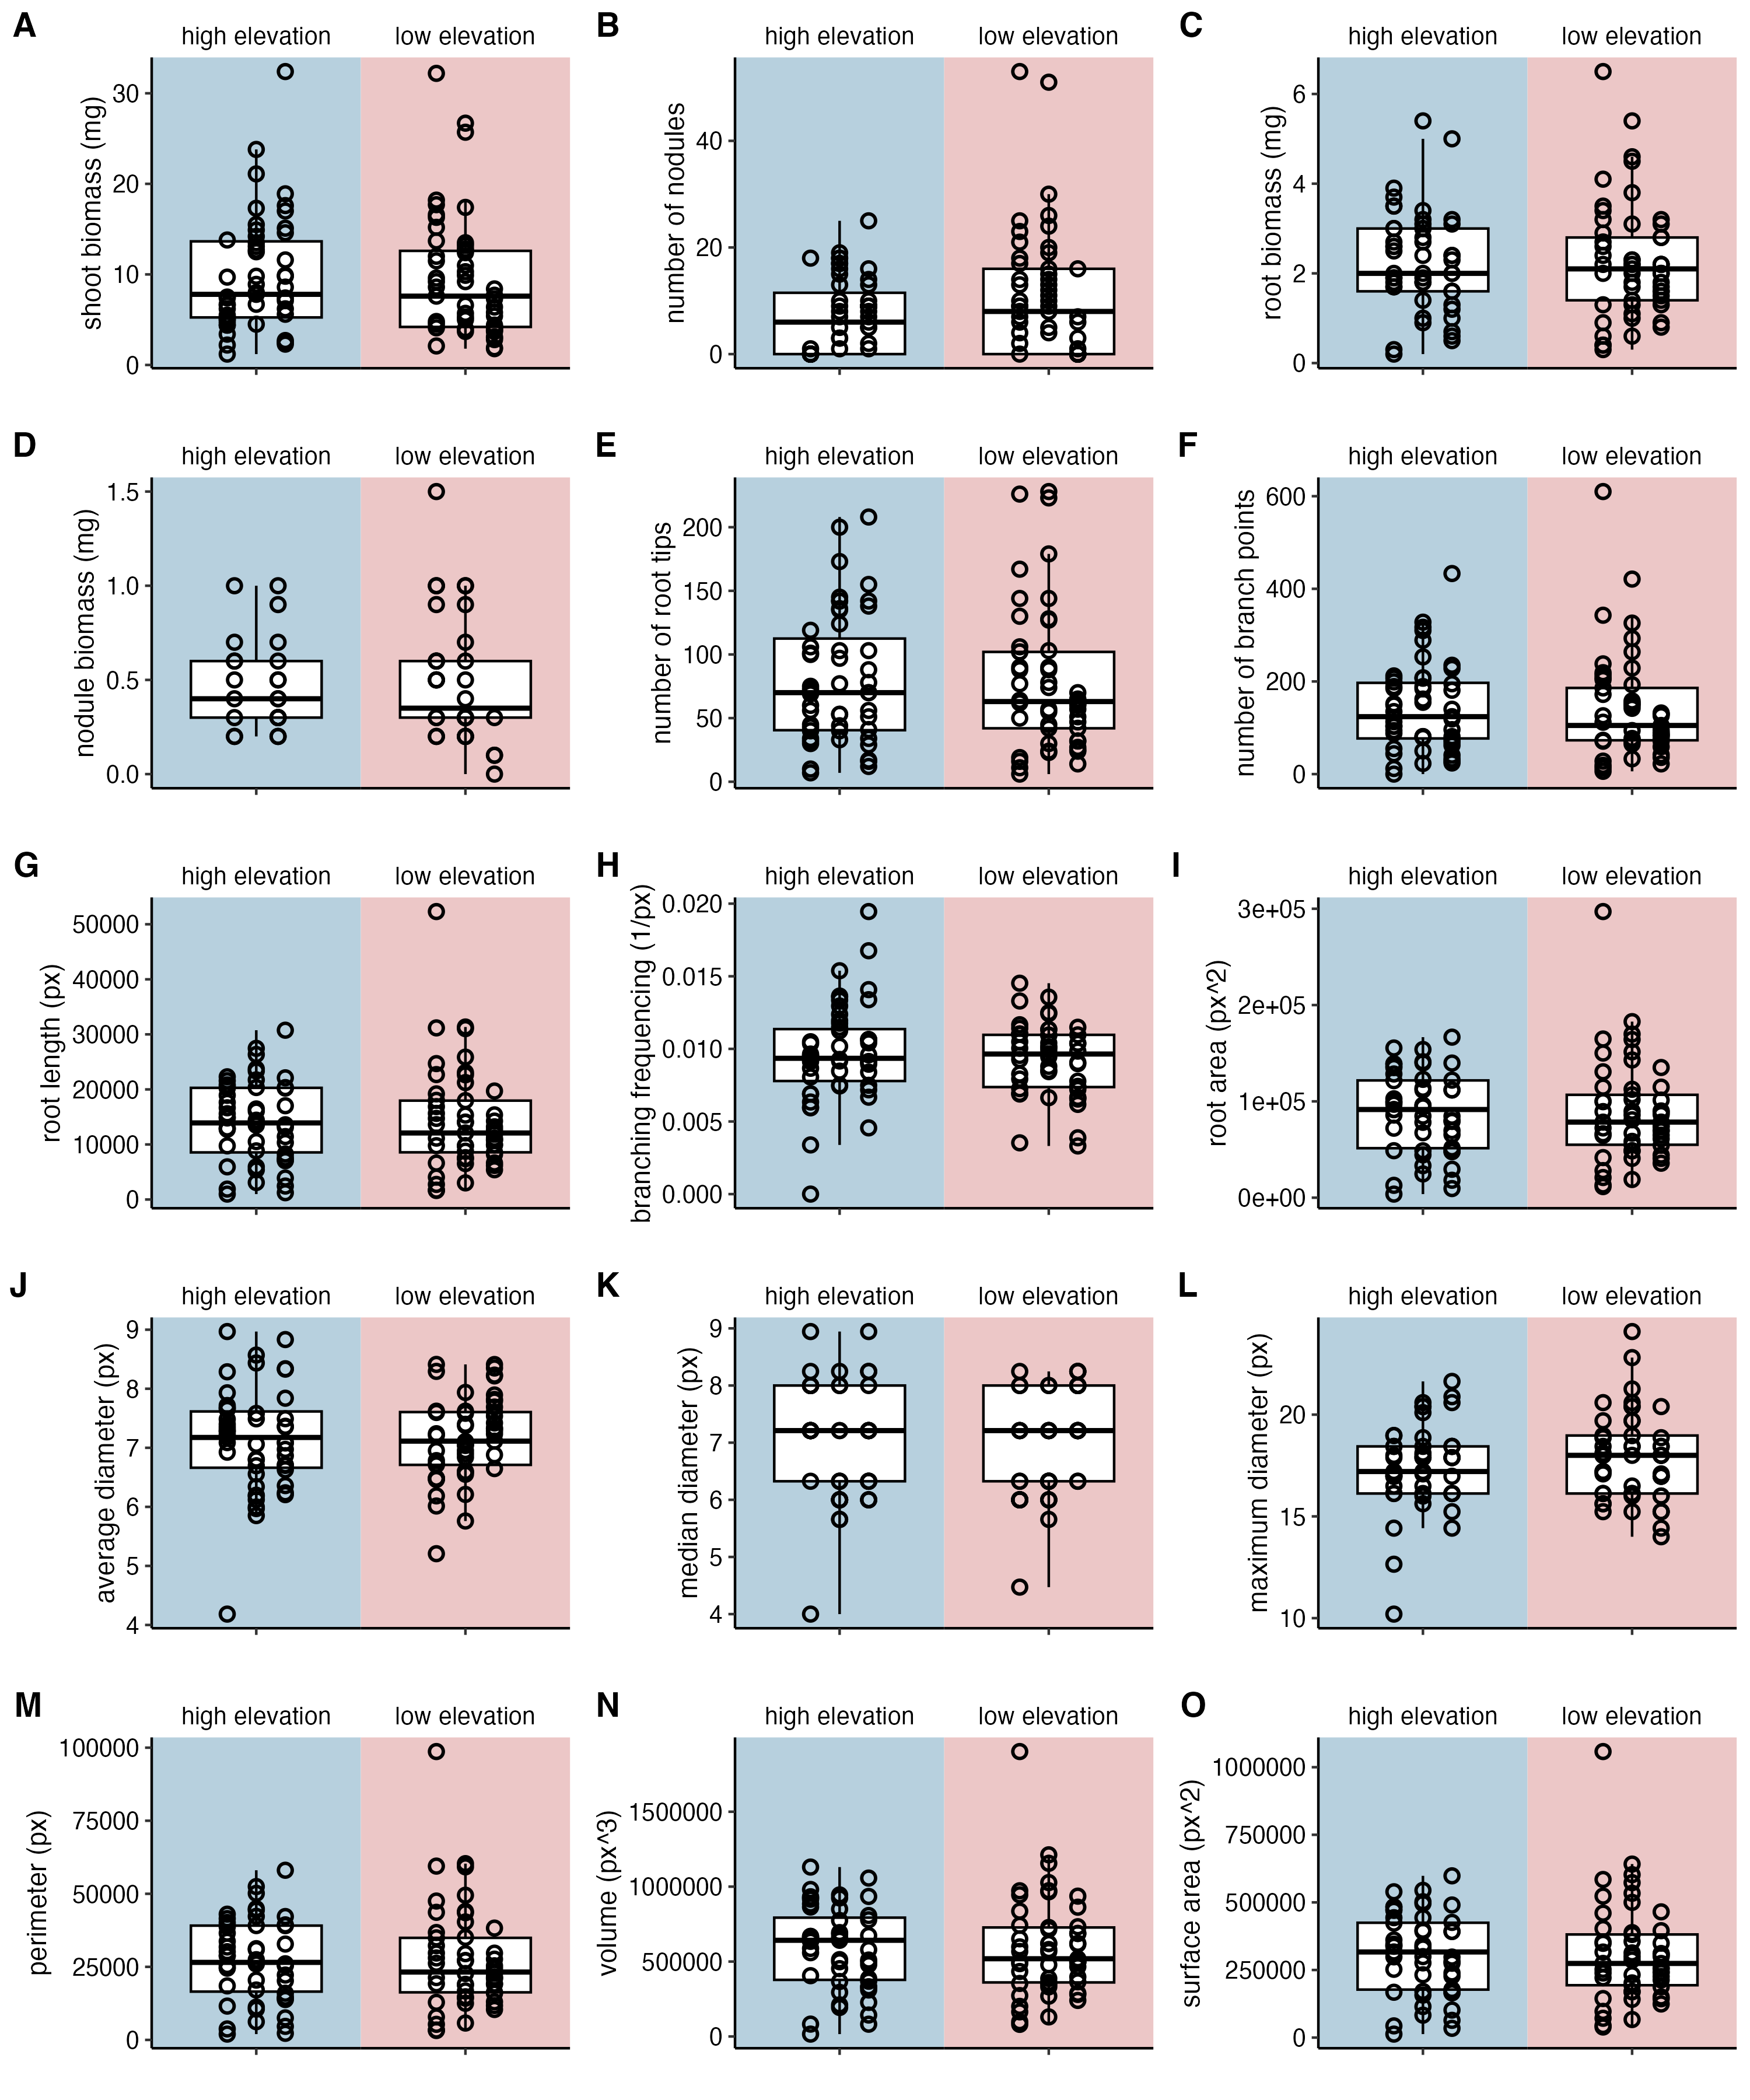 A
high elevation
low elevation
shoot biomass (mg)
30
20
10
0
B
high elevation
low elevation
number of nodules
40
20
0
C
high elevation
low elevation
root biomass (mg)
6
4
2
0
D
high elevation
low elevation
nodule biomass (mg)
1.5
1.0
0.5
0.0
E
high elevation
low elevation
number of root tips
200
150
100
50
0
F
high elevation
low elevation
number of branch points
600
400
200
0
G
high elevation
low elevation
root length (px)
50000
40000
30000
20000
10000
0
H
high elevation
low elevation
branching frequencing (1/px)
0.020
0.015
0.010
0.005
0.000
I
high elevation
low elevation
root area (px^2)
3e+05
2e+05
1e+05
0e+00
J
high elevation
low elevation
average diameter (px)
9
8
7
6
5
4
K
high elevation
low elevation
median diameter (px)
9
8
7
6
5
4
L
high elevation
low elevation
maximum diameter (px)
20
15
10
M
high elevation
low elevation
perimeter (px)
100000
75000
50000
25000
0
N
high elevation
low elevation
volume (px^3)
1500000
1000000
500000
0
O
high elevation
low elevation
surface area (px^2)
1000000
750000
500000
250000
0